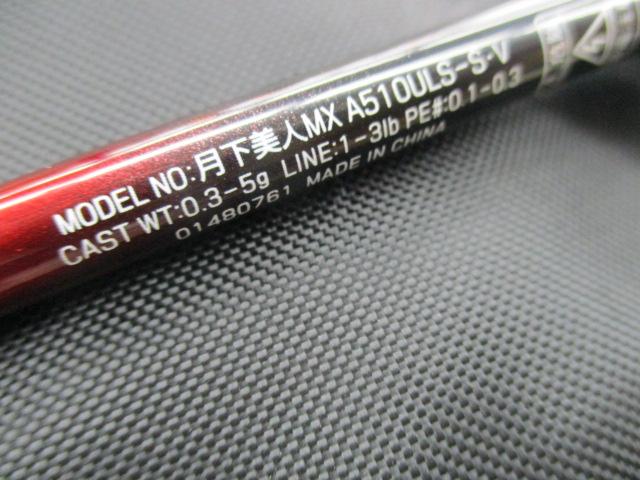 MODEL NO:月下美人MX A510ULS-S・V
CAST WT:0.3-5g LINE:1-3lb PE#:0.1-0.3
01480761 MADE IN CHINA